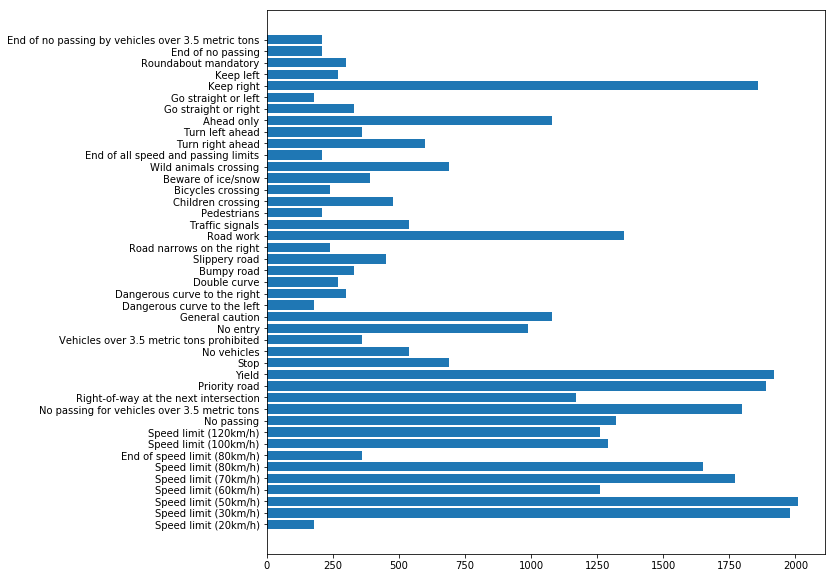 End of no passing by vehicles over 3.5 metric tons
End of no passing
Roundabout mandatory
Keep left
Keep right
Go straight or left
Go straight or right
Ahead only
Turn left ahead
Turn right ahead
End of all speed and passing limits
Wild animals crossing
Beware of ice/snow
Bicycles crossing
Children crossing
Pedestrians
Traffic signals
Road work
Road narrows on the right
Slippery road
Bumpy road
Double curve
Dangerous curve to the right
Dangerous curve to the left
General caution
No entry
Vehicles over 3.5 metric tons prohibited
No vehicles
Stop
Yield
Priority road
Right-of-way at the next intersection
No passing for vehicles over 3.5 metric tons
No passing
Speed limit (120km/h)
Speed limit (100km/h)
End of speed limit (80km/h)
Speed limit (80km/h)
Speed limit (70km/h)
Speed limit (60km/h)
Speed limit (50km/h)
Speed limit (30km/h)
Speed limit (20km/h)
0 250 500 750 1000 1250 1500 1750 2000